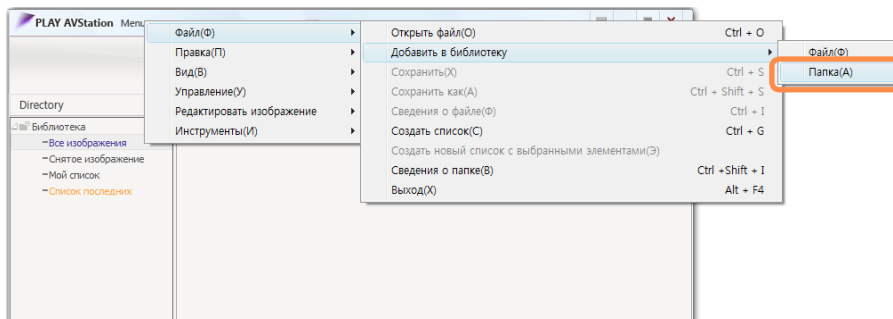 PLAY AVStation Menu
Файл(Ф)
Правка(П)
Вид(В)
Управление(У)
Редактировать изображение
Инструменты(И)
Открыть файл(О) Ctrl + O
Добавить в библиотеку
Сохранить(Х) Ctrl + S
Сохранить как(А) Ctrl + Shift + S
Сведения о файле(Ф) Ctrl + I
Создать список(С) Ctrl + G
Создать новый список с выбранными элементами(Э)
Сведения о папке(В) Ctrl +Shift + I
Выход(Х) Alt + F4
Файл(Ф)
Папка(А)
Directory
Библиотека
Все изображения
Снятое изображение
Мой список
Список последних